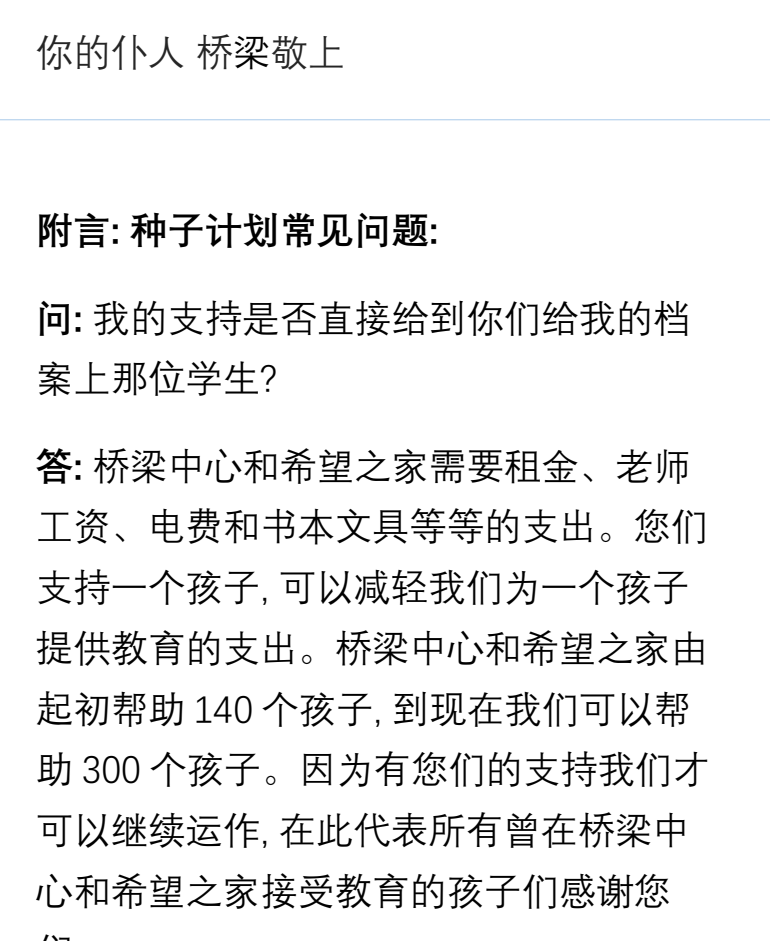 你的仆人 桥梁敬上
附言: 种子计划常见问题:
问: 我的支持是否直接给到你们给我的档
案上那位学生?
答: 桥梁中心和希望之家需要租金、老师
工资、电费和书本文具等等的支出。您们
支持一个孩子, 可以减轻我们为一个孩子
提供教育的支出。桥梁中心和希望之家由
起初帮助 140 个孩子, 到现在我们可以帮
助 300 个孩子。因为有您们的支持我们才
可以继续运作, 在此代表所有曾在桥梁中
心和希望之家接受教育的孩子们感谢您